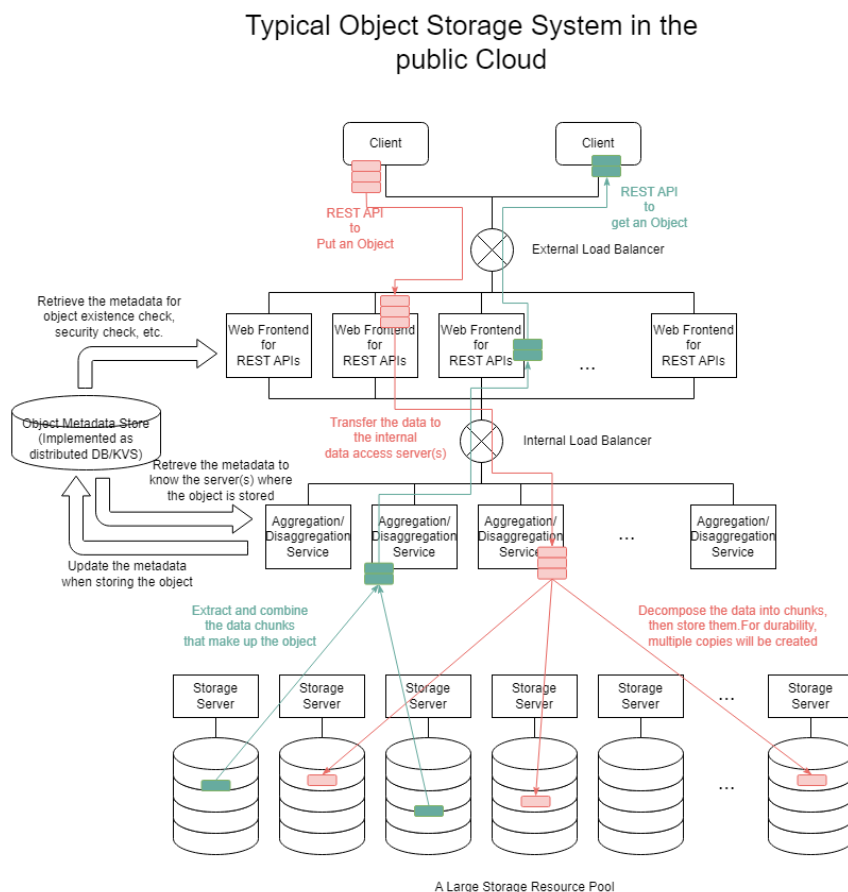 Typical Object Storage System in the
public Cloud
Client
Client
REST API
to
Put an Object
REST API
to
get an Object
External Load Balancer
Retrieve the metadata for
object existence check,
security check, etc.
Web Frontend
for
REST APIs
Web Frontend
for
REST APIs
Web Frontend
for
REST APIs
...
Web Frontend
for
REST APIs
Object Metadata Store
(Implemented as
distributed DB/KVS)
Transfer the data to
the internal
data access server(s)
Internal Load Balancer
Retreve the metadata to
know the server(s) where
the object is stored
Aggregation/
Disaggregation
Service
Aggregation/
Disaggregation
Service
Aggregation/
Disaggregation
Service
...
Aggregation/
Disaggregation
Service
Update the metadata
when storing the object
Extract and combine
the data chunks
that make up the object
Decompose the data into chunks,
then store them.For durability,
multiple copies will be created
Storage
Server
Storage
Server
Storage
Server
Storage
Server
Storage
Server
...
Storage
Server
...
A Large Storage Resource Pool